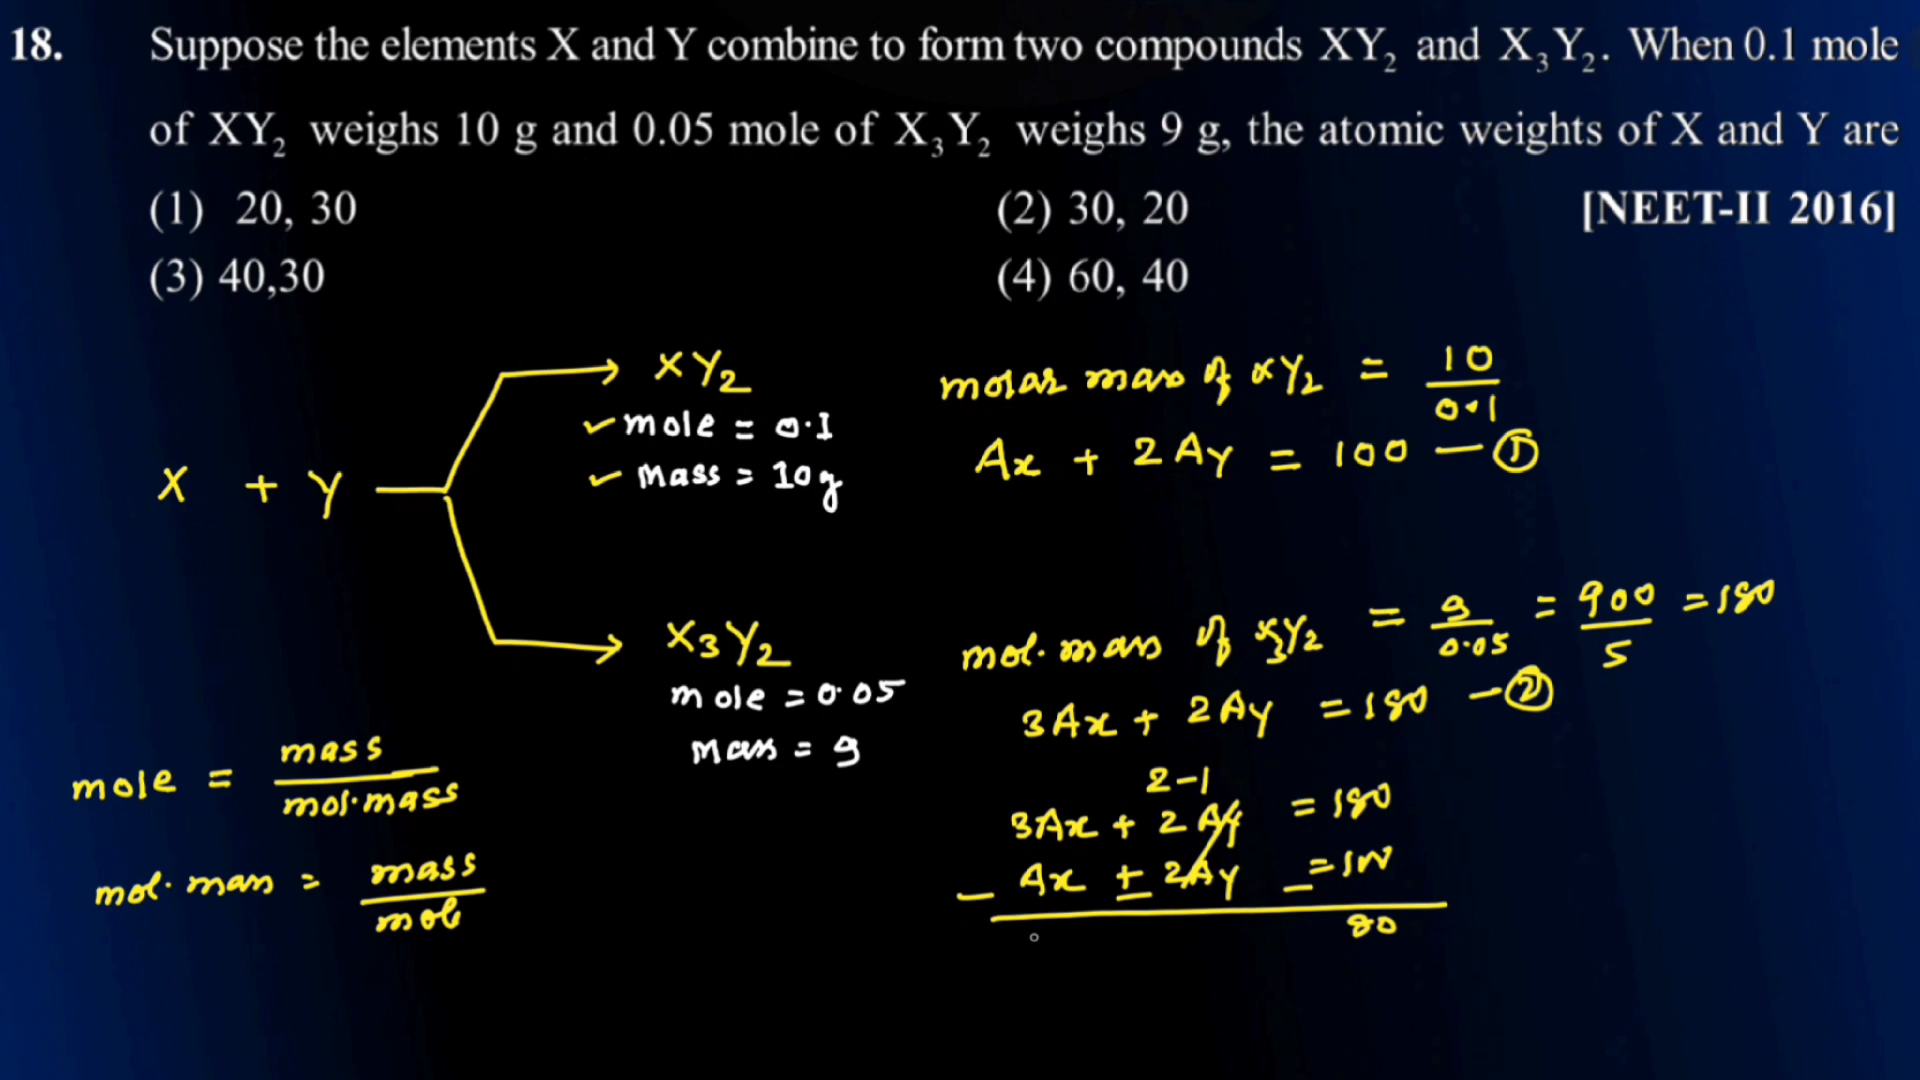 18. Suppose the elements X and Y combine to form two compounds XY₂ and X₃Y₂. When 0.1 mole
of XY₂ weighs 10 g and 0.05 mole of X₃Y₂ weighs 9 g, the atomic weights of X and Y are
(1) 20, 30 (2) 30, 20 [NEET-II 2016]
(3) 40,30 (4) 60, 40
X + Y
XY₂
✓ mole = 0.1
✓ Mass = 10g
X₃Y₂
mole = 0.05
mass = 9
mole = mass / mol. mass
mol. mass = mass / mole
molar mass of XY₂ = 10 / 0.1
Ax + 2Ay = 100 — ①
mol. mass of X₃Y₂ = 9 / 0.05 = 900 / 5 = 180
3Ax + 2Ay = 180 — ②
2-1
3Ax + 2Ay = 180
- Ax ± 2Ay _= 100
80